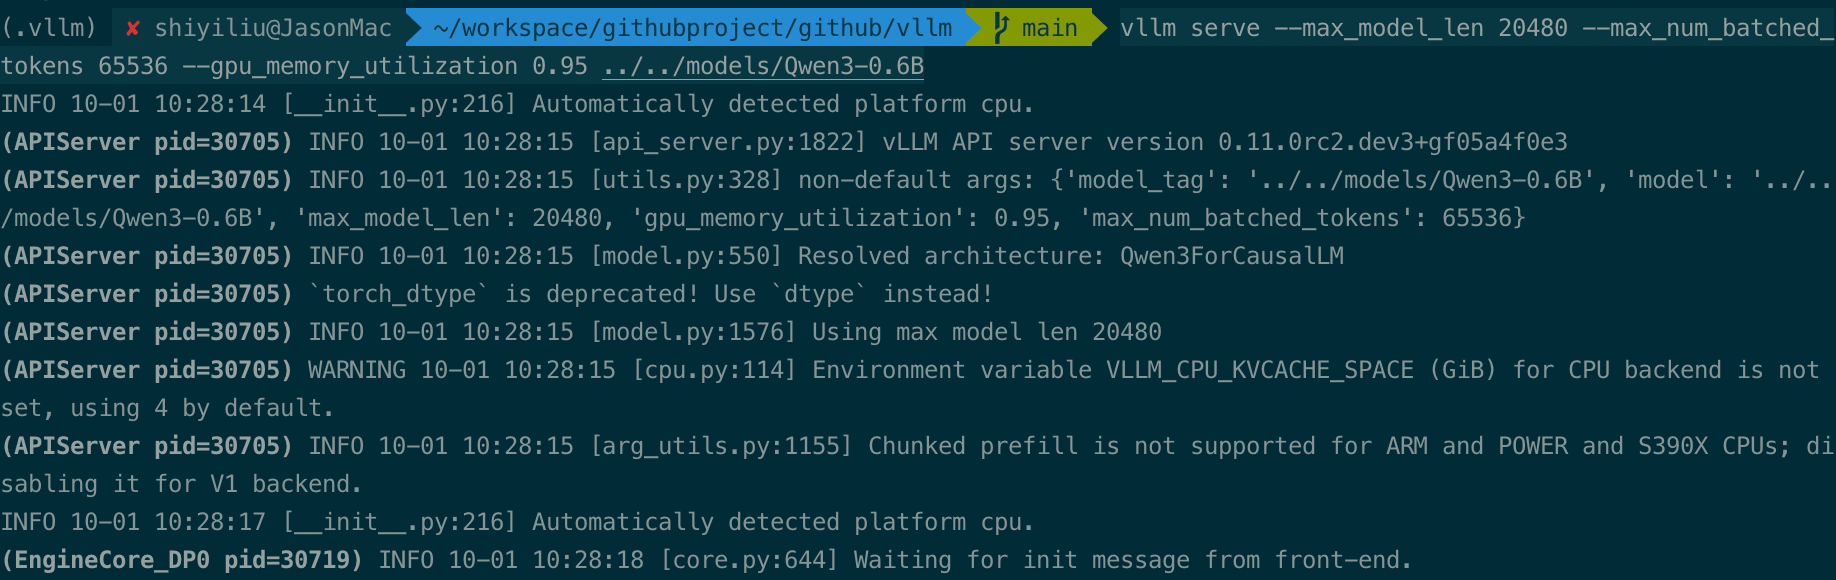 (.vllm) ✘ shiyiliu@JasonMac ~/workspace/githubproject/github/vllm main vllm serve --max_model_len 20480 --max_num_batched_
tokens 65536 --gpu_memory_utilization 0.95 ../../models/Qwen3-0.6B
INFO 10-01 10:28:14 [__init__.py:216] Automatically detected platform cpu.
(APIServer pid=30705) INFO 10-01 10:28:15 [api_server.py:1822] vLLM API server version 0.11.0rc2.dev3+gf05a4f0e3
(APIServer pid=30705) INFO 10-01 10:28:15 [utils.py:328] non-default args: {'model_tag': '../../models/Qwen3-0.6B', 'model': '../..
/models/Qwen3-0.6B', 'max_model_len': 20480, 'gpu_memory_utilization': 0.95, 'max_num_batched_tokens': 65536}
(APIServer pid=30705) INFO 10-01 10:28:15 [model.py:550] Resolved architecture: Qwen3ForCausalLM
(APIServer pid=30705) `torch_dtype` is deprecated! Use `dtype` instead!
(APIServer pid=30705) INFO 10-01 10:28:15 [model.py:1576] Using max model len 20480
(APIServer pid=30705) WARNING 10-01 10:28:15 [cpu.py:114] Environment variable VLLM_CPU_KVCACHE_SPACE (GiB) for CPU backend is not
set, using 4 by default.
(APIServer pid=30705) INFO 10-01 10:28:15 [arg_utils.py:1155] Chunked prefill is not supported for ARM and POWER and S390X CPUs; di
sabling it for V1 backend.
INFO 10-01 10:28:17 [__init__.py:216] Automatically detected platform cpu.
(EngineCore_DP0 pid=30719) INFO 10-01 10:28:18 [core.py:644] Waiting for init message from front-end.